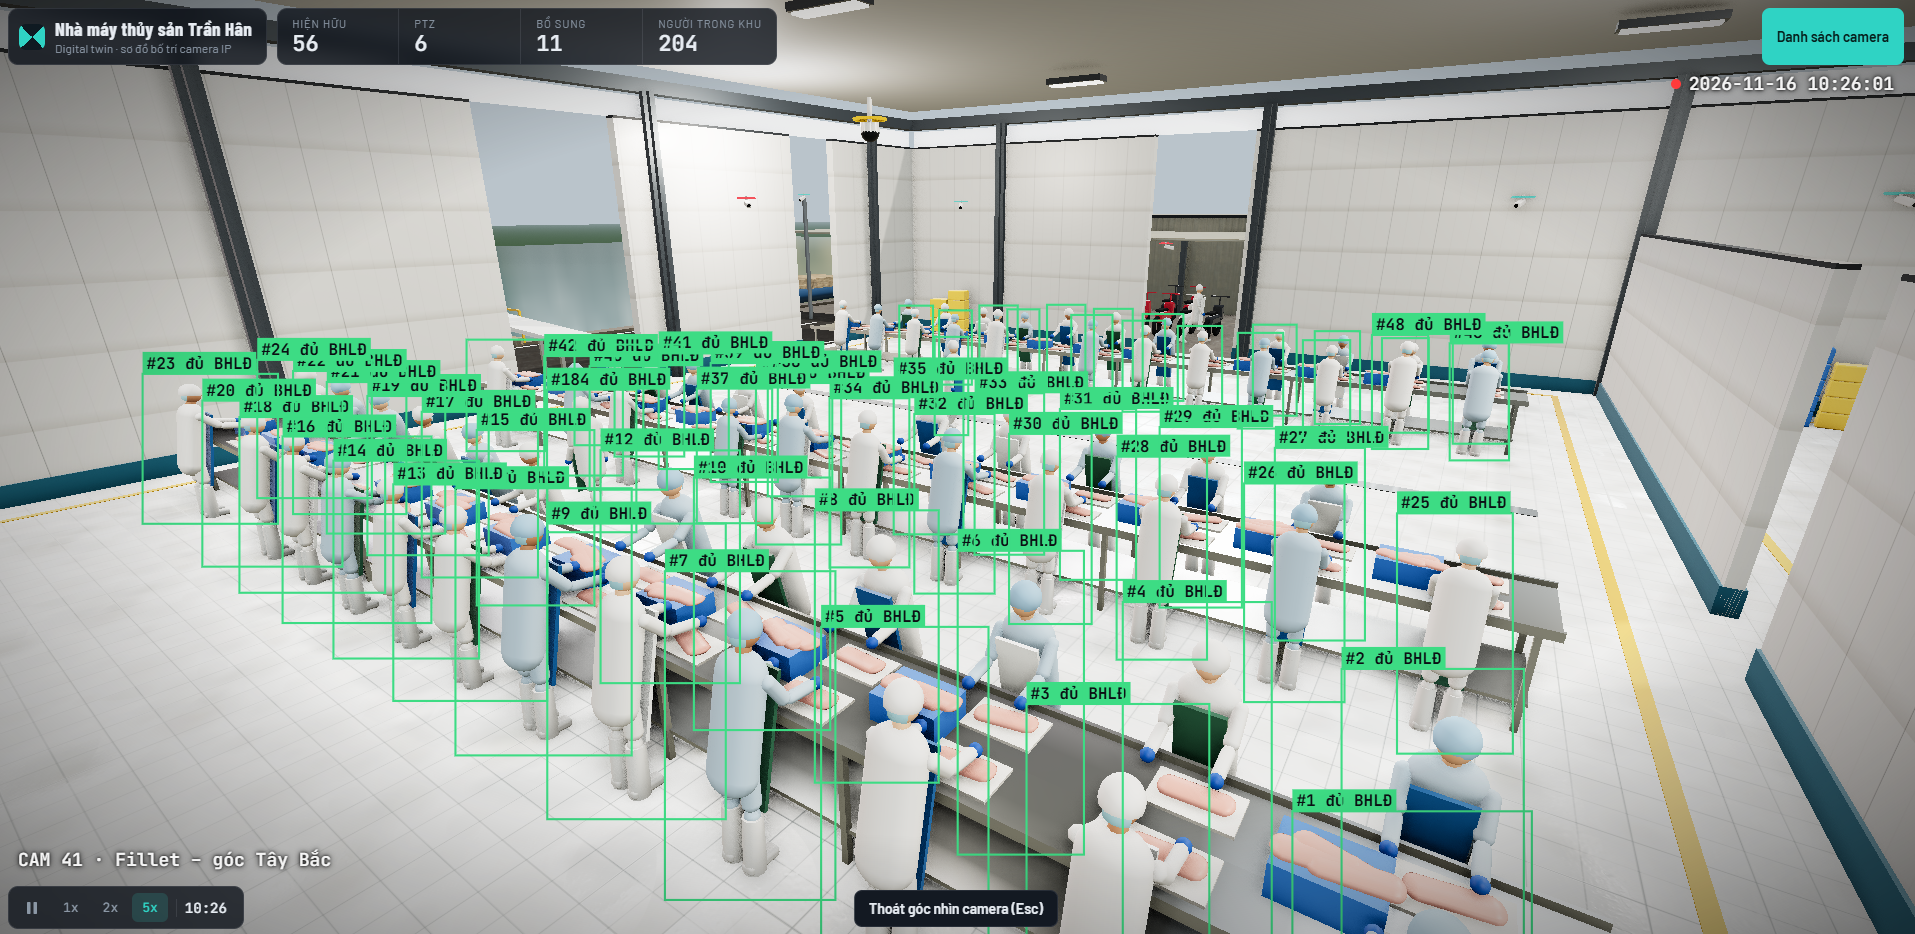 Nhà máy thủy sản Trần Hân
Digital twin · sơ đồ bố trí camera IP
HIỆN HỮU
56
PTZ
6
BỔ SUNG
11
NGƯỜI TRONG KHU
204
Danh sách camera
2026-11-16 10:26:01
#48 đủ BHLĐ
đủ BHLĐ
#24 đủ BHLĐ
#42 đủ BHLĐ
#41 đủ BHLĐ
#23 đủ BHLĐ
#35 đủ BHLĐ
#184 đủ BHLĐ
#37 đủ BHLĐ
#33 đủ BHLĐ
#20 đủ BHLĐ
#19 đủ BHLĐ
#34 đủ BHLĐ
#18 đủ BHLĐ
#17 đủ BHLĐ
#32 đủ BHLĐ
#31 đủ BHLĐ
#16 đủ BHLĐ
#15 đủ BHLĐ
#30 đủ BHLĐ
#29 đủ BHLĐ
#12 đủ BHLĐ
#28 đủ BHLĐ
#27 đủ BHLĐ
#14 đủ BHLĐ
#13 đủ BHLĐ
#10 đủ BHLĐ
#26 đủ BHLĐ
#8 đủ BHLĐ
#25 đủ BHLĐ
#9 đủ BHLĐ
#6 đủ BHLĐ
#7 đủ BHLĐ
#4 đủ BHLĐ
#5 đủ BHLĐ
#2 đủ BHLĐ
#3 đủ BHLĐ
#1 đủ BHLĐ
CAM 41 · Fillet – góc Tây Bắc
1x
2x
5x
10:26
Thoát góc nhìn camera (Esc)